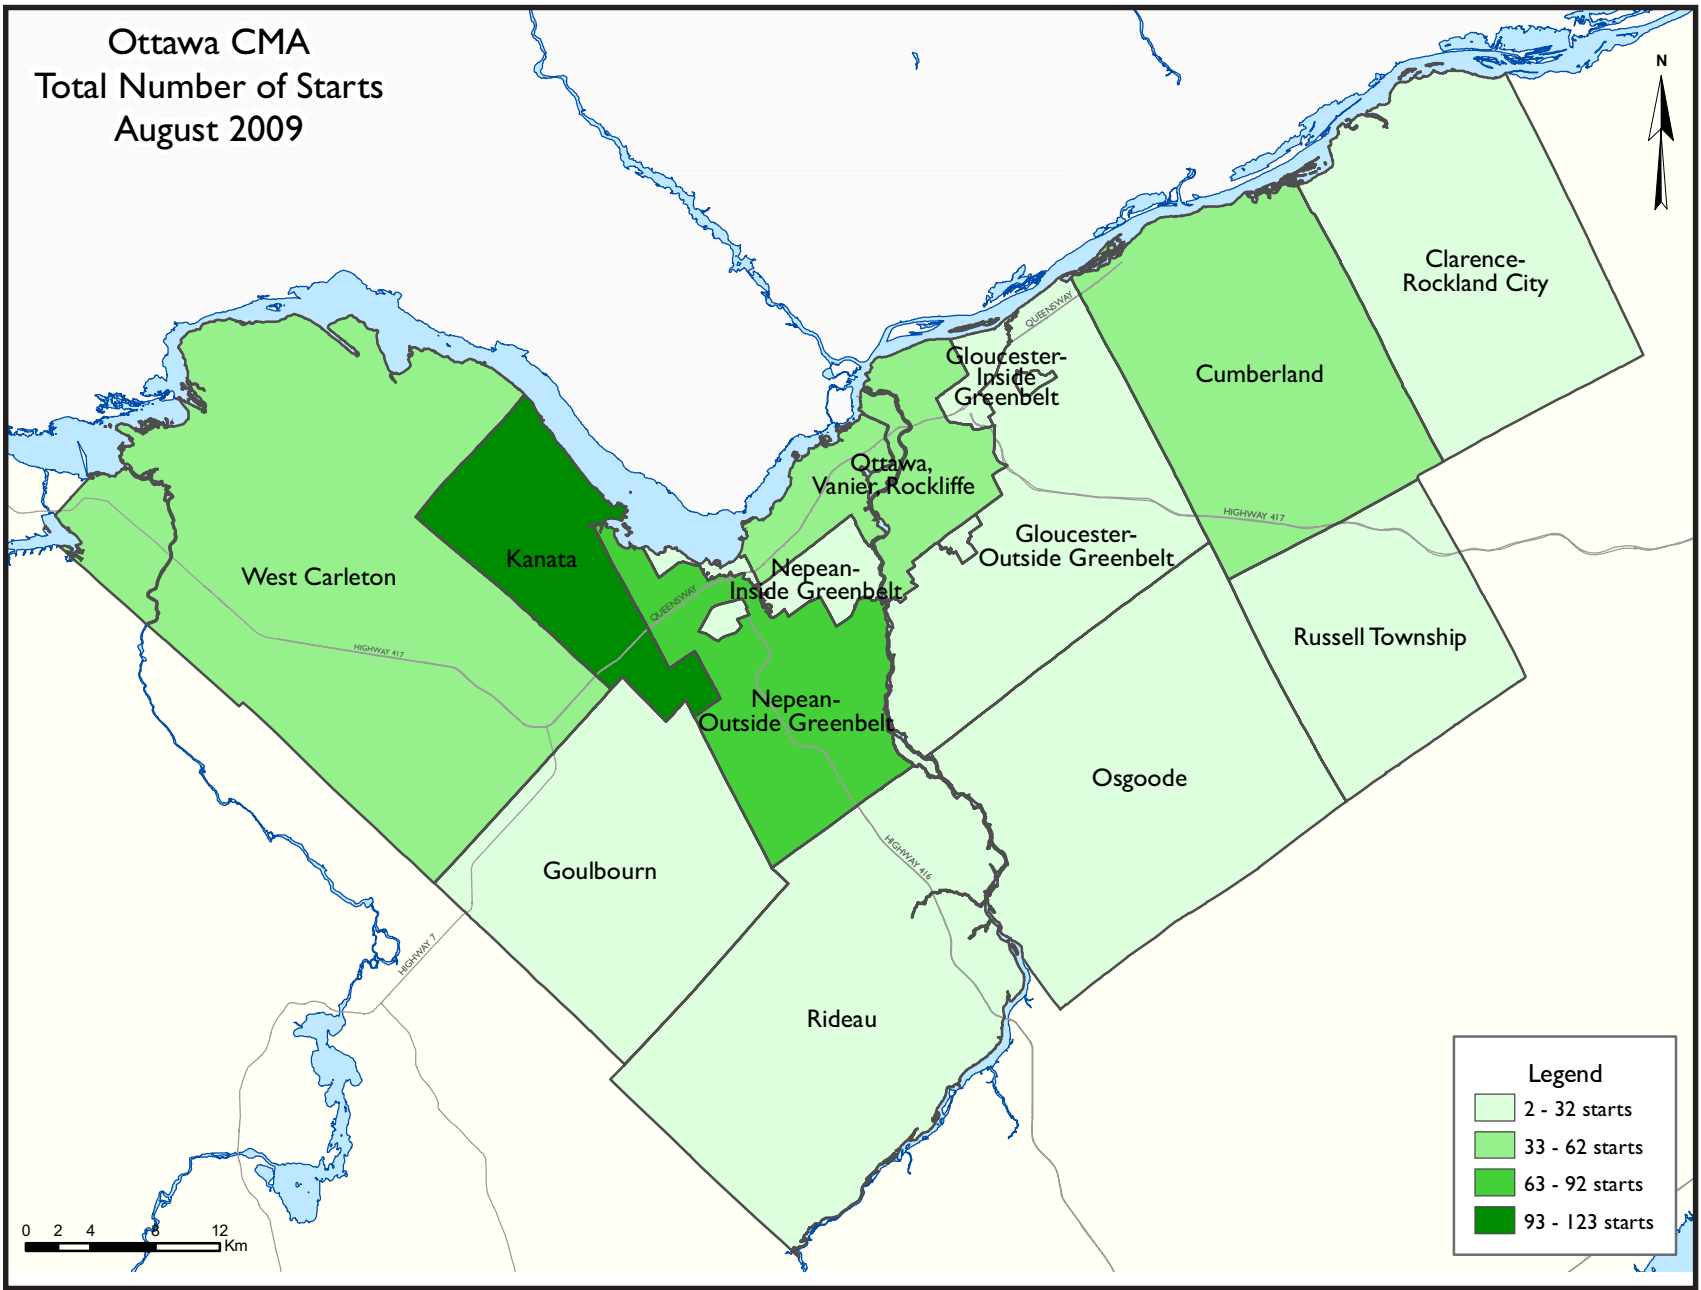 Ottawa CMA
Total Number of Starts
August 2009
N
Clarence-
Rockland City
QUEENSWAY
Gloucester-
Inside
Greenbelt
Cumberland
Ottawa,
Vanier, Rockliffe
HIGHWAY 417
Gloucester-
Outside Greenbelt
Kanata
West Carleton
Nepean-
Inside Greenbelt
QUEENSWAY
Russell Township
HIGHWAY 417
Nepean-
Outside Greenbelt
Osgoode
Goulbourn
HIGHWAY 416
HIGHWAY 7
Rideau
Legend
2 - 32 starts
33 - 62 starts
63 - 92 starts
93 - 123 starts
0 2 4 8 12
Km